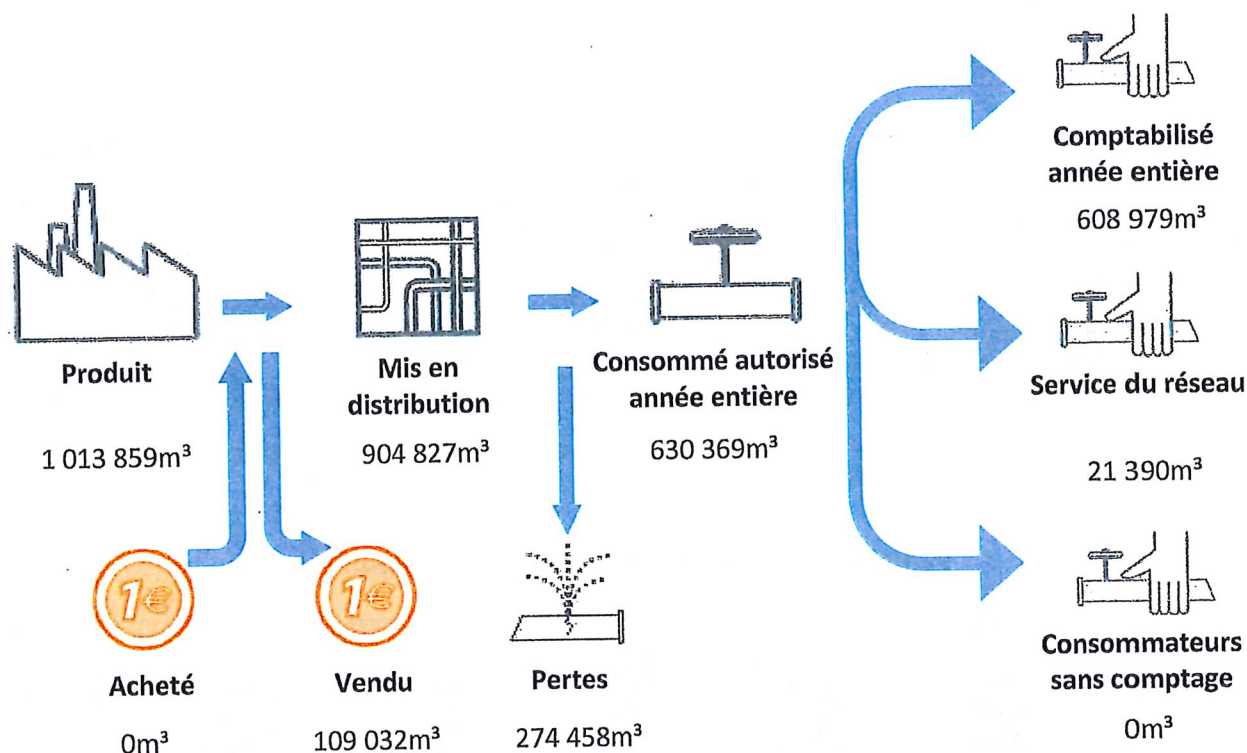 Produit
1 013 859m³
Mis en
distribution
904 827m³
Consommé autorisé
année entière
630 369m³
Comptabilisé
année entière
608 979m³
Service du réseau
21 390m³
Consommateurs
sans comptage
0m³
1€
Acheté
0m³
1€
Vendu
109 032m³
Pertes
274 458m³